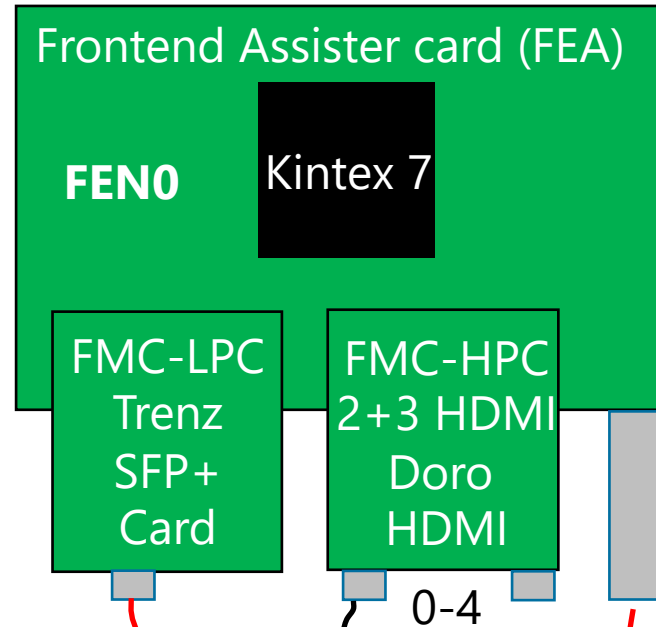 Frontend Assister card (FEA)
FEN0
Kintex 7
FMC-LPC
Trenz
SFP+
Card
FMC-HPC
2+3 HDMI
Doro
HDMI
0-4